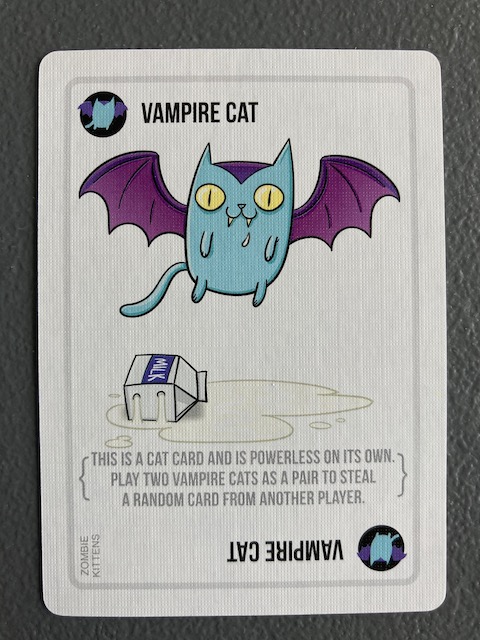 VAMPIRE CAT
MILK
THIS IS A CAT CARD AND IS POWERLESS ON ITS OWN.
PLAY TWO VAMPIRE CATS AS A PAIR TO STEAL
A RANDOM CARD FROM ANOTHER PLAYER.
ZOMBIE
KITTENS
VAMPIRE CAT